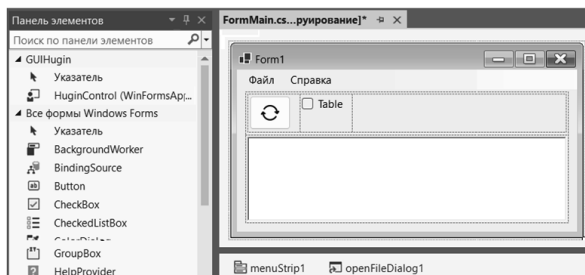 Панель элементов
FormMain.cs...руирование]*
Поиск по панели элементов
GUIHugin
Указатель
HuginControl (WinFormsAp...
Все формы Windows Forms
Указатель
BackgroundWorker
BindingSource
Button
CheckBox
CheckedListBox
ColorDialog
GroupBox
HelpProvider
Form1
Файл Справка
Table
menuStrip1 openFileDialog1